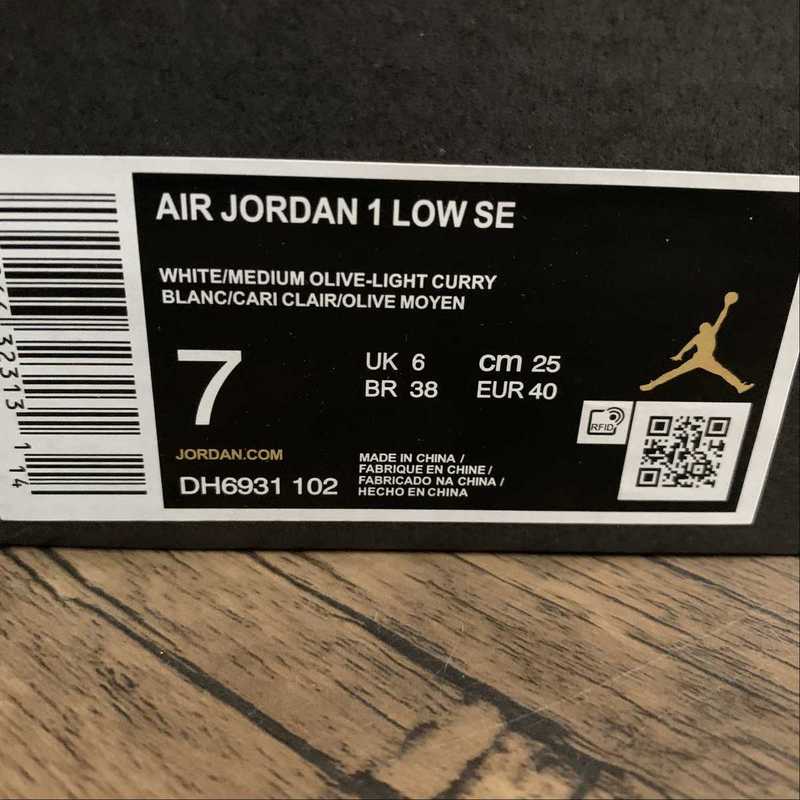 AIR JORDAN 1 LOW SE
WHITE/MEDIUM OLIVE-LIGHT CURRY
BLANC/CARI CLAIR/OLIVE MOYEN
7
UK 6 cm 25
BR 38 EUR 40
RFID
JORDAN.COM
DH6931 102
MADE IN CHINA /
FABRIQUE EN CHINE /
FABRICADO NA CHINA /
HECHO EN CHINA
32313 114